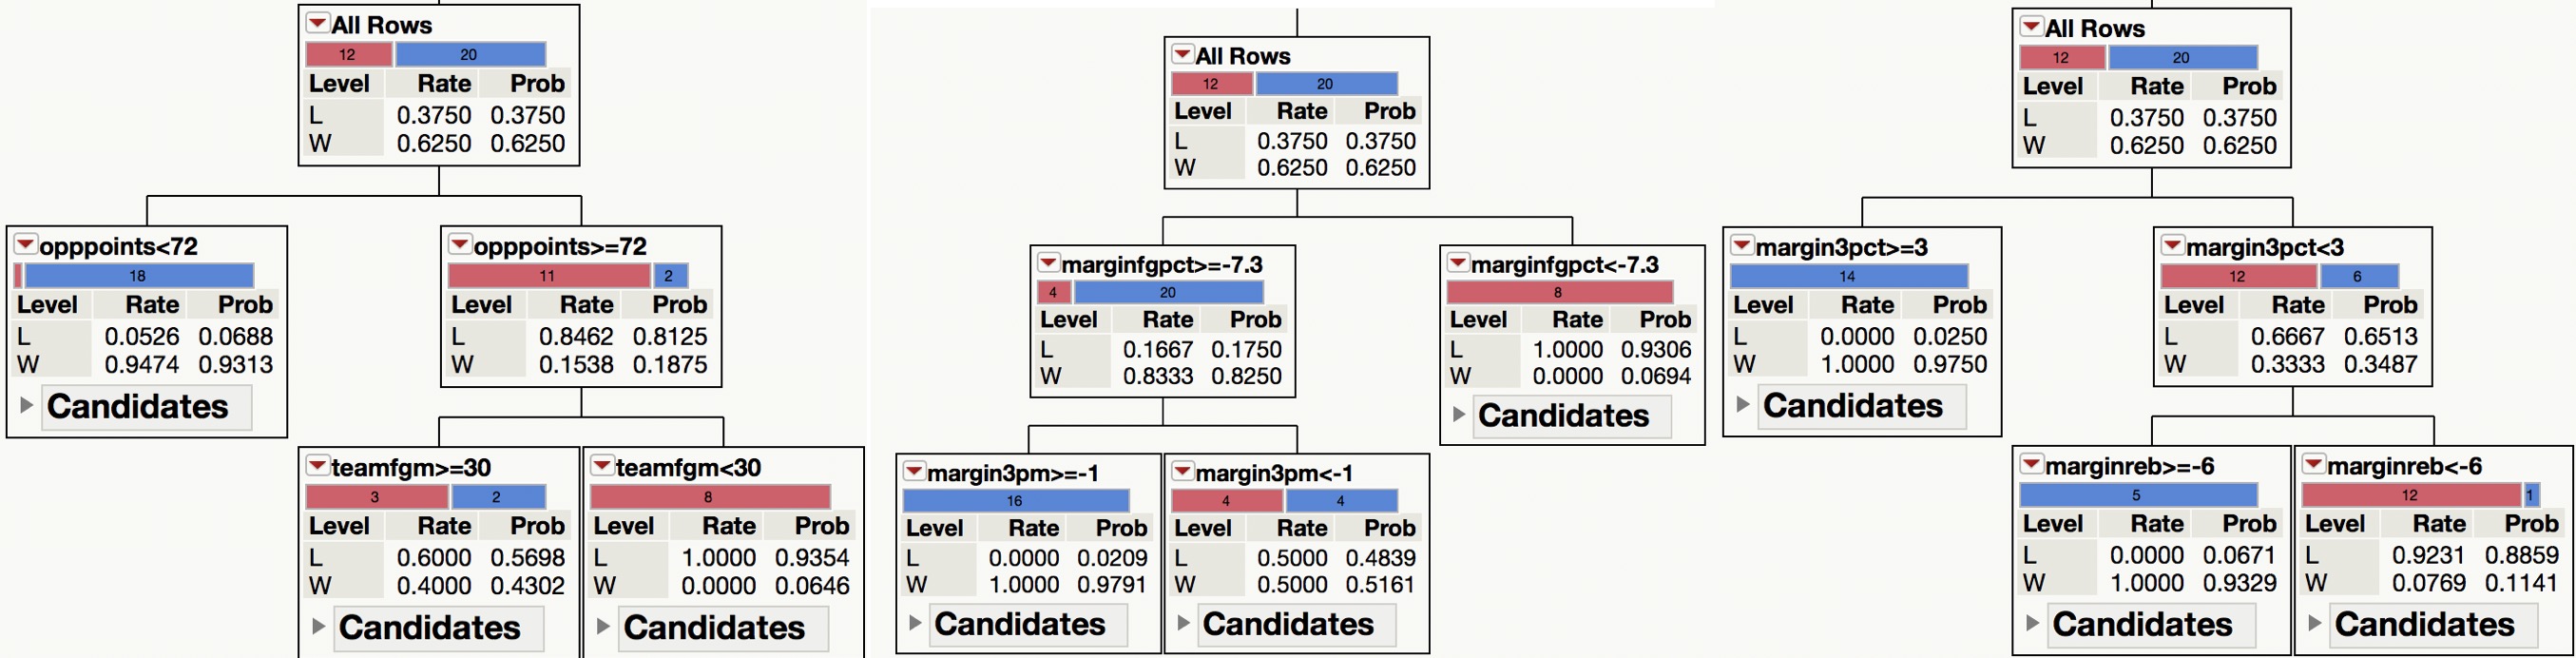 All Rows
12 20
Level Rate Prob
L 0.3750 0.3750
W 0.6250 0.6250
opppoints<72
18
Level Rate Prob
L 0.0526 0.0688
W 0.9474 0.9313
Candidates
opppoints>=72
11 2
Level Rate Prob
L 0.8462 0.8125
W 0.1538 0.1875
teamfgm>=30
3 2
Level Rate Prob
L 0.6000 0.5698
W 0.4000 0.4302
Candidates
teamfgm<30
8
Level Rate Prob
L 1.0000 0.9354
W 0.0000 0.0646
Candidates
All Rows
12 20
Level Rate Prob
L 0.3750 0.3750
W 0.6250 0.6250
marginfgpct>=-7.3
4 20
Level Rate Prob
L 0.1667 0.1750
W 0.8333 0.8250
marginfgpct<-7.3
8
Level Rate Prob
L 1.0000 0.9306
W 0.0000 0.0694
Candidates
margin3pm>=-1
16
Level Rate Prob
L 0.0000 0.0209
W 1.0000 0.9791
Candidates
margin3pm<-1
4 4
Level Rate Prob
L 0.5000 0.4839
W 0.5000 0.5161
Candidates
All Rows
12 20
Level Rate Prob
L 0.3750 0.3750
W 0.6250 0.6250
margin3pct>=3
14
Level Rate Prob
L 0.0000 0.0250
W 1.0000 0.9750
Candidates
margin3pct<3
12 6
Level Rate Prob
L 0.6667 0.6513
W 0.3333 0.3487
marginreb>=-6
5
Level Rate Prob
L 0.0000 0.0671
W 1.0000 0.9329
Candidates
marginreb<-6
12 1
Level Rate Prob
L 0.9231 0.8859
W 0.0769 0.1141
Candidates